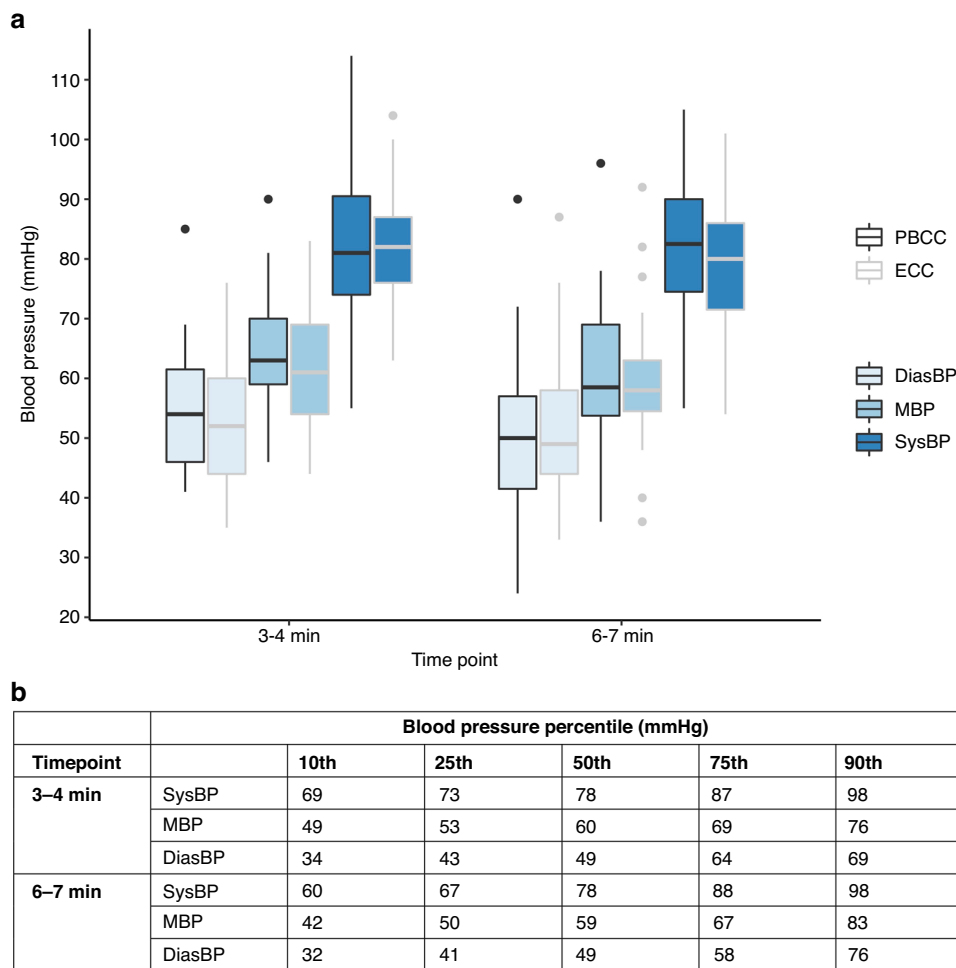 a
Blood pressure (mmHg)
110
100
90
80
70
60
50
40
30
20
3-4 min 6-7 min
Time point
PBCC
ECC
DiasBP
MBP
SysBP
b
Blood pressure percentile (mmHg)
Timepoint 10th 25th 50th 75th 90th
3–4 min SysBP 69 73 78 87 98
MBP 49 53 60 69 76
DiasBP 34 43 49 64 69
6–7 min SysBP 60 67 78 88 98
MBP 42 50 59 67 83
DiasBP 32 41 49 58 76